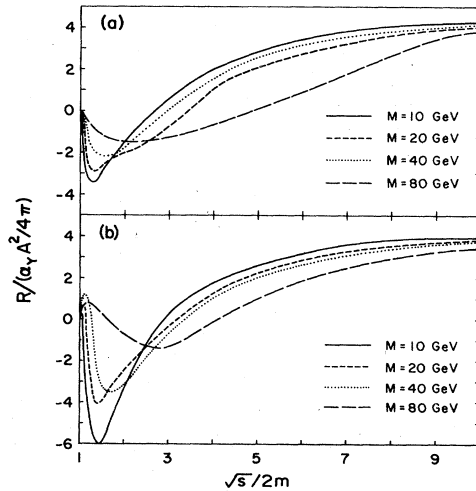 (a)
4
2
0
-2
-4
M = 10 GeV
M = 20 GeV
M = 40 GeV
M = 80 GeV
R/(αγA²/4π)
(b)
4
2
0
-2
-4
-6
M = 10 GeV
M = 20 GeV
M = 40 GeV
M = 80 GeV
1 2 3 5 7 9
√s/2m